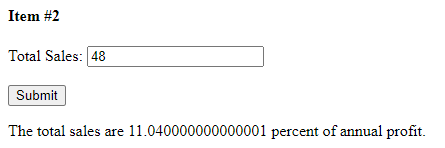 Item #2
Total Sales: 48
Submit
The total sales are 11.040000000000001 percent of annual profit.